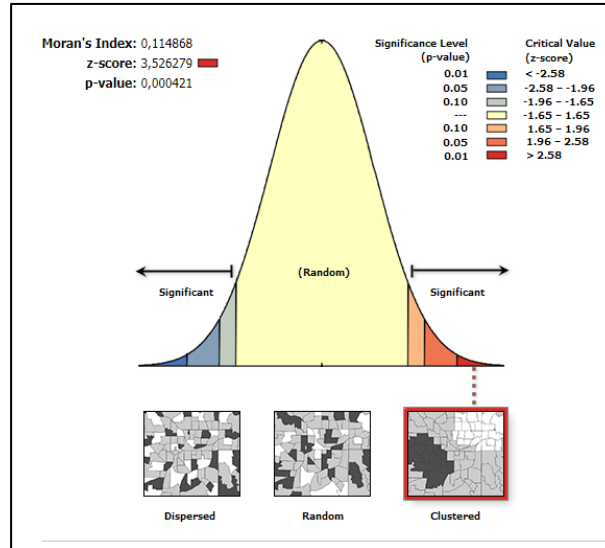 Moran's Index: 0,114868
z-score: 3,526279
p-value: 0,000421
Significance Level
(p-value)
Critical Value
(z-score)
0.01 < -2.58
0.05 -2.58 – -1.96
0.10 -1.96 – -1.65
--- -1.65 – 1.65
0.10 1.65 – 1.96
0.05 1.96 – 2.58
0.01 > 2.58
(Random)
Significant
Significant
Dispersed
Random
Clustered